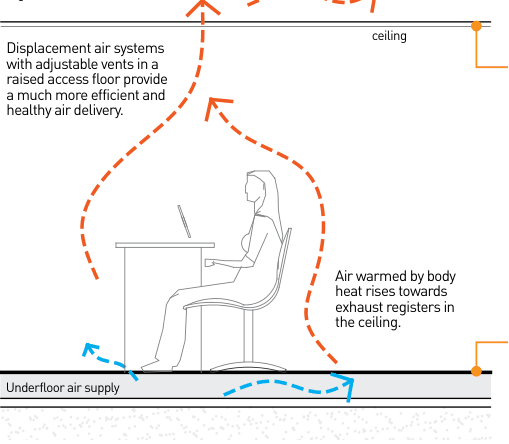 ceiling
Displacement air systems
with adjustable vents in a
raised access floor provide
a much more efficient and
healthy air delivery.
Air warmed by body
heat rises towards
exhaust registers in
the ceiling.
Underfloor air supply